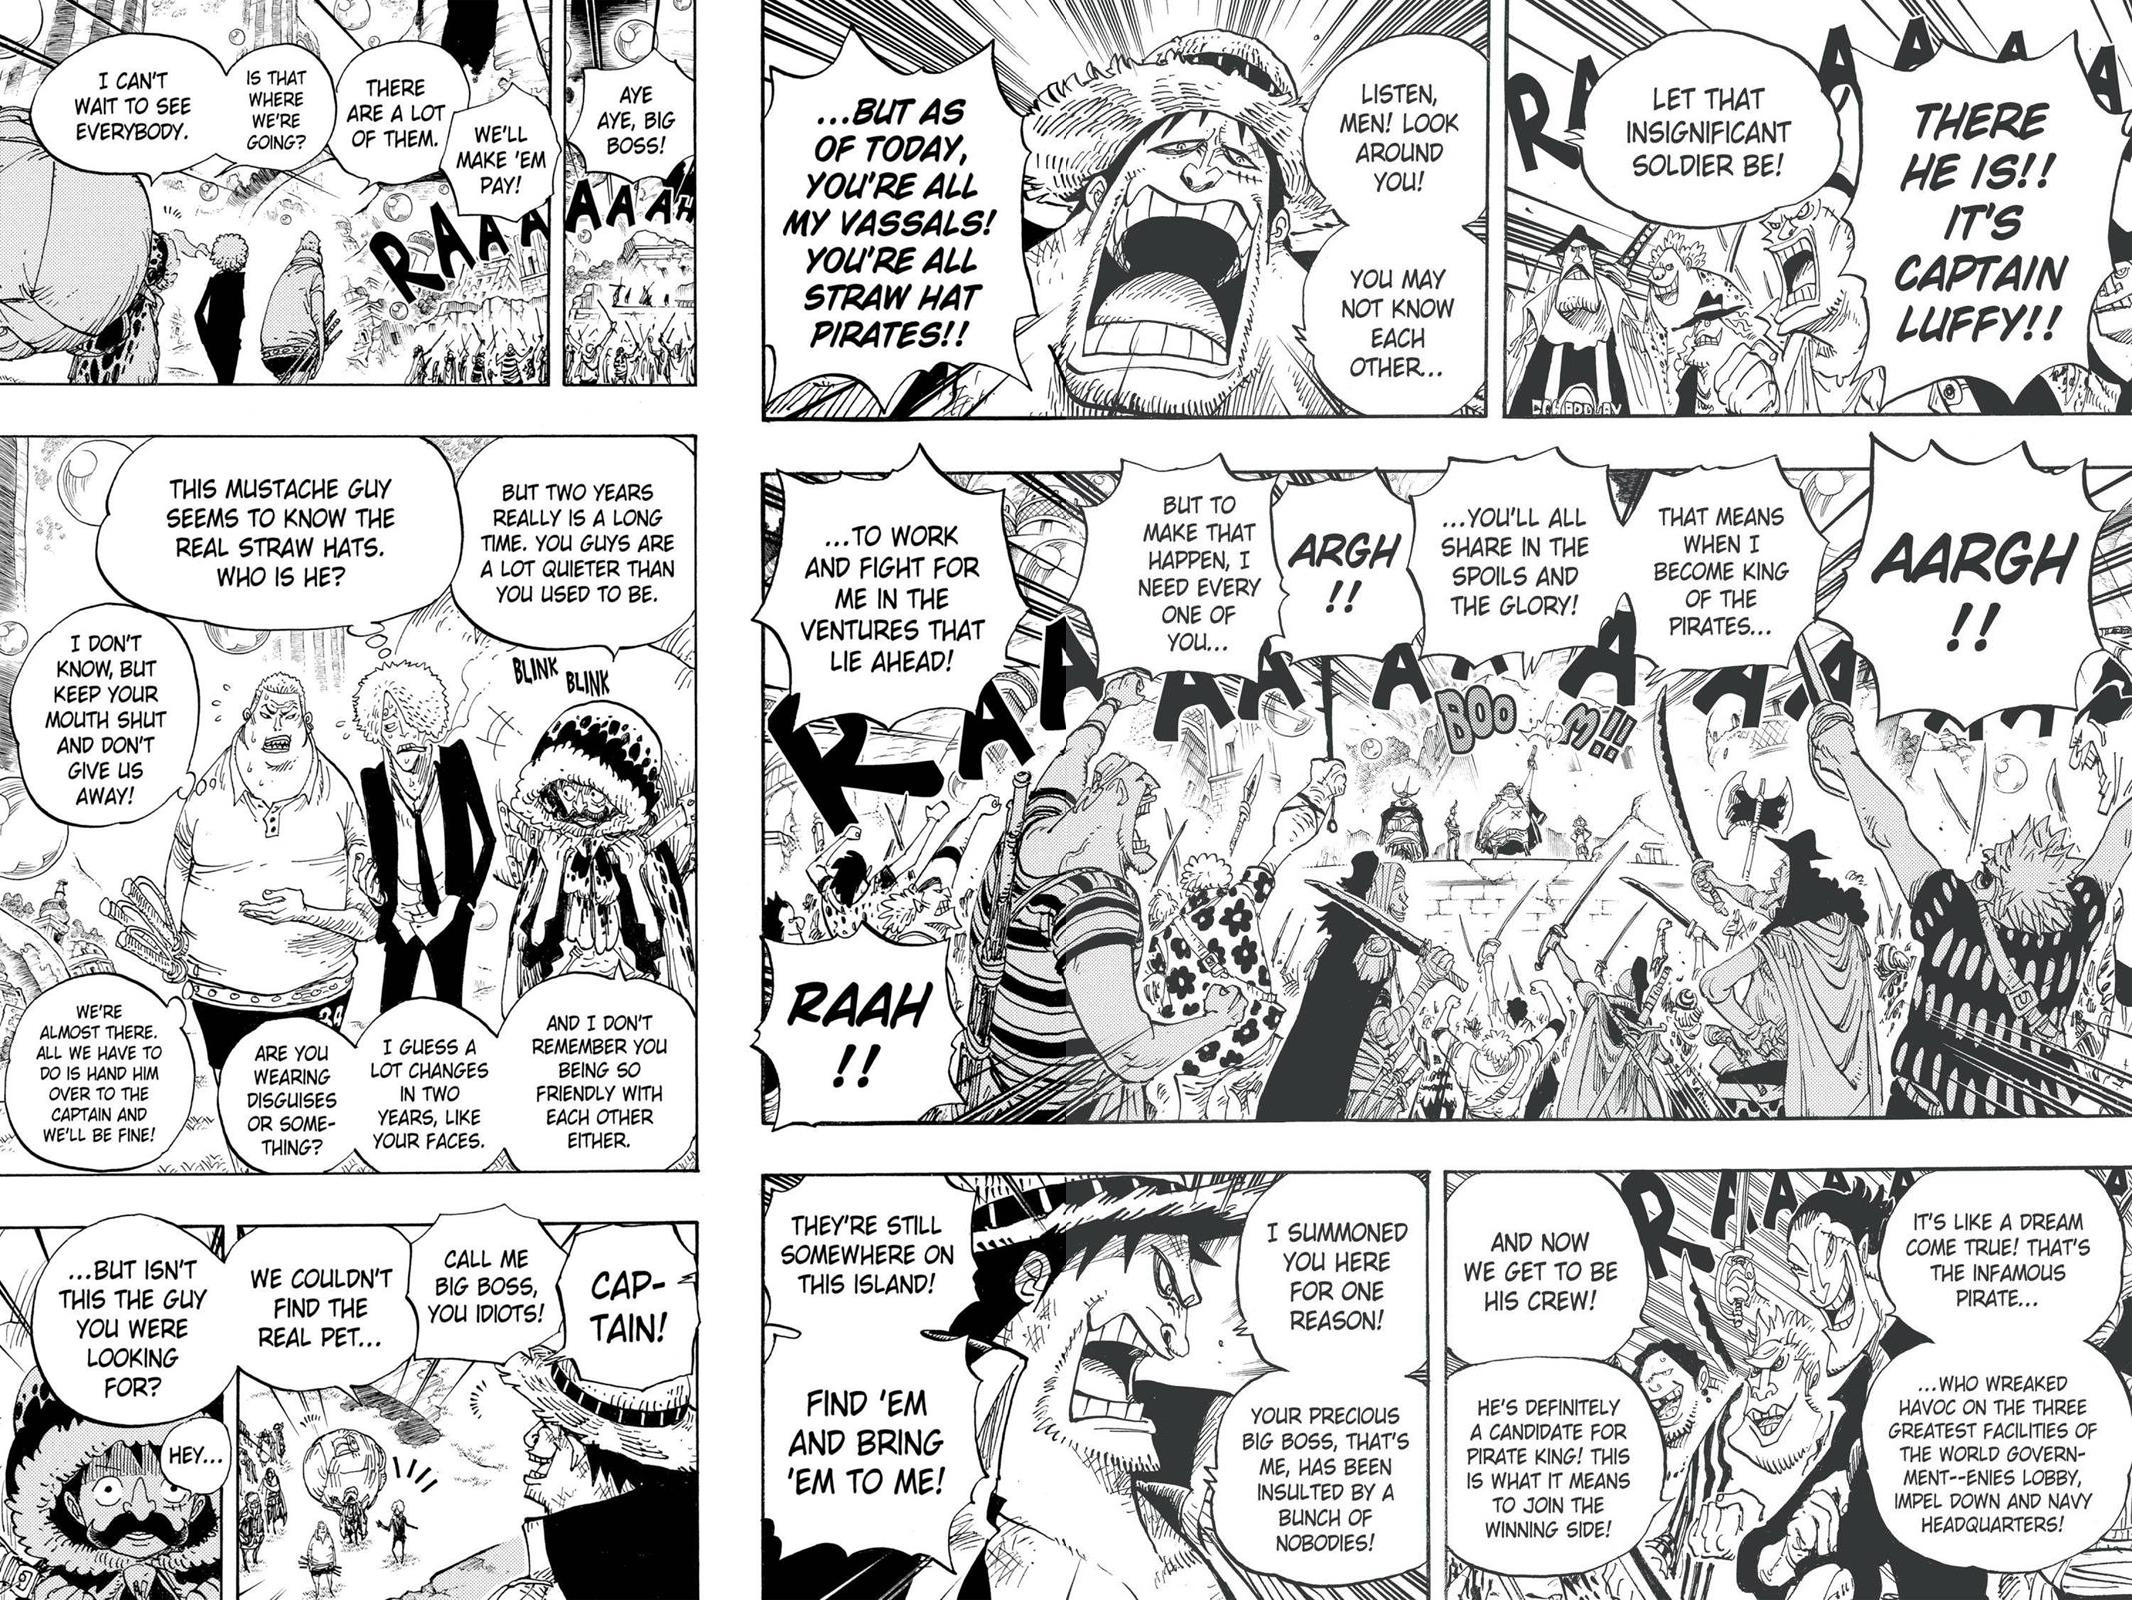 THERE
HE IS!!
IT'S
CAPTAIN
LUFFY!!
LET THAT
INSIGNIFICANT
SOLDIER BE!
RAAAAAA
LISTEN,
MEN! LOOK
AROUND
YOU!
YOU MAY
NOT KNOW
EACH
OTHER...
...BUT AS
OF TODAY,
YOU'RE ALL
MY VASSALS!
YOU'RE ALL
STRAW HAT
PIRATES!!
AARGH
!!
THAT MEANS
WHEN I
BECOME KING
OF THE
PIRATES...
...YOU'LL ALL
SHARE IN THE
SPOILS AND
THE GLORY!
ARGH
!!
BUT TO
MAKE THAT
HAPPEN, I
NEED EVERY
ONE OF
YOU...
...TO WORK
AND FIGHT FOR
ME IN THE
VENTURES THAT
LIE AHEAD!
RAAAAAAAAA
BOOM!!
RAAH
!!
IT'S LIKE A DREAM
COME TRUE! THAT'S
THE INFAMOUS
PIRATE...
...WHO WREAKED
HAVOC ON THE THREE
GREATEST FACILITIES OF
THE WORLD GOVERN-
MENT--ENIES LOBBY,
IMPEL DOWN AND NAVY
HEADQUARTERS!
RAAAA
AND NOW
WE GET TO BE
HIS CREW!
HE'S DEFINITELY
A CANDIDATE FOR
PIRATE KING! THIS
IS WHAT IT MEANS
TO JOIN THE
WINNING SIDE!
I SUMMONED
YOU HERE
FOR ONE
REASON!
YOUR PRECIOUS
BIG BOSS, THAT'S
ME, HAS BEEN
INSULTED BY A
BUNCH OF
NOBODIES!
THEY'RE STILL
SOMEWHERE ON
THIS ISLAND!
FIND 'EM
AND BRING
'EM TO ME!
AYE
AYE, BIG
BOSS!
WE'LL
MAKE 'EM
PAY!
THERE
ARE A LOT
OF THEM.
IS THAT
WHERE
WE'RE
GOING?
I CAN'T
WAIT TO SEE
EVERYBODY.
RAAAAAAAH
BUT TWO YEARS
REALLY IS A LONG
TIME. YOU GUYS ARE
A LOT QUIETER THAN
YOU USED TO BE.
BLINK
BLINK
THIS MUSTACHE GUY
SEEMS TO KNOW THE
REAL STRAW HATS.
WHO IS HE?
I DON'T
KNOW, BUT
KEEP YOUR
MOUTH SHUT
AND DON'T
GIVE US
AWAY!
AND I DON'T
REMEMBER YOU
BEING SO
FRIENDLY WITH
EACH OTHER
EITHER.
I GUESS A
LOT CHANGES
IN TWO
YEARS, LIKE
YOUR FACES.
ARE YOU
WEARING
DISGUISES
OR SOME-
THING?
WE'RE
ALMOST THERE.
ALL WE HAVE TO
DO IS HAND HIM
OVER TO THE
CAPTAIN AND
WE'LL BE FINE!
CAP-
TAIN!
CALL ME
BIG BOSS,
YOU IDIOTS!
WE COULDN'T
FIND THE
REAL PET...
...BUT ISN'T
THIS THE GUY
YOU WERE
LOOKING
FOR?
HEY...